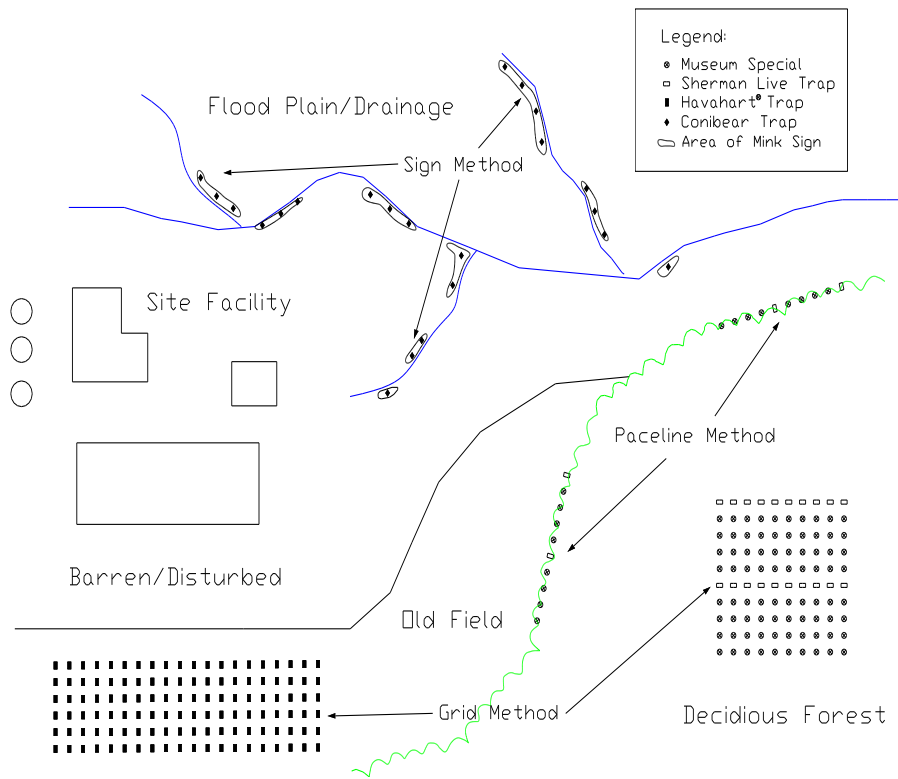 Legend:
Museum Special
Sherman Live Trap
Havahart® Trap
Conibear Trap
Area of Mink Sign
Flood Plain/Drainage
Sign Method
Site Facility
Paceline Method
Barren/Disturbed
Old Field
Grid Method
Decidious Forest